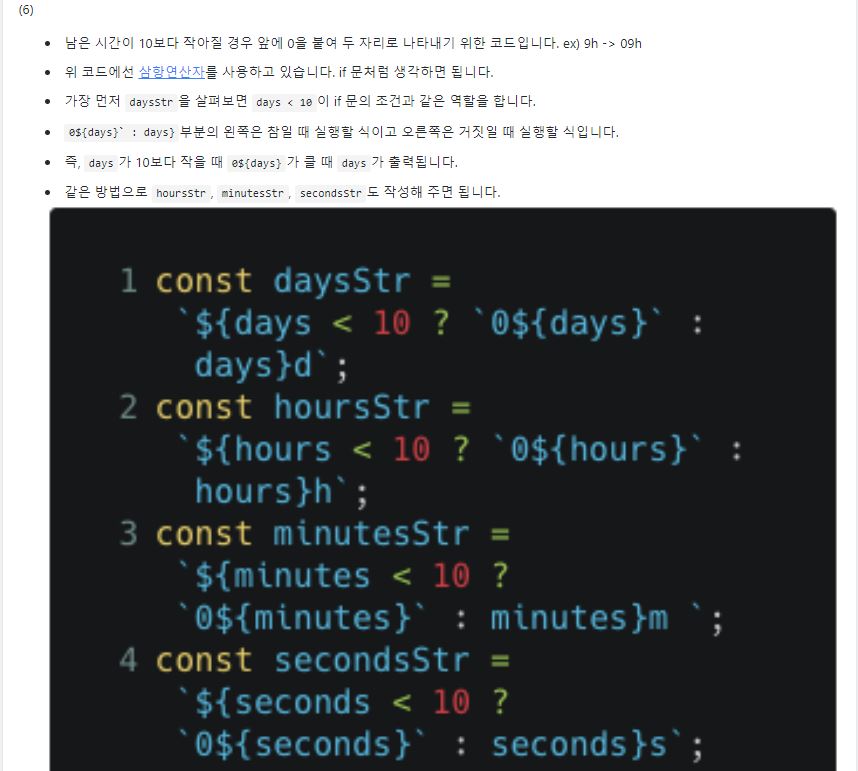 (6)
남은 시간이 10보다 작아질 경우 앞에 0을 붙여 두 자리로 나타내기 위한 코드입니다. ex) 9h -> 09h
위 코드에선 삼항연산자를 사용하고 있습니다. if 문처럼 생각하면 됩니다.
가장 먼저 daysStr 을 살펴보면 days < 10 이 if 문의 조건과 같은 역할을 합니다.
0${days}` : days} 부분의 왼쪽은 참일 때 실행할 식이고 오른쪽은 거짓일 때 실행할 식입니다.
즉, days 가 10보다 작을 때 0${days} 가 클 때 days 가 출력됩니다.
같은 방법으로 hoursStr , minutesStr , secondsStr 도 작성해 주면 됩니다.
1 const daysStr =
`${days < 10 ? `0${days}` :
days}d`;
2 const hoursStr =
`${hours < 10 ? `0${hours}` :
hours}h`;
3 const minutesStr =
`${minutes < 10 ?
`0${minutes}` : minutes}m `;
4 const secondsStr =
`${seconds < 10 ?
`0${seconds}` : seconds}s`;